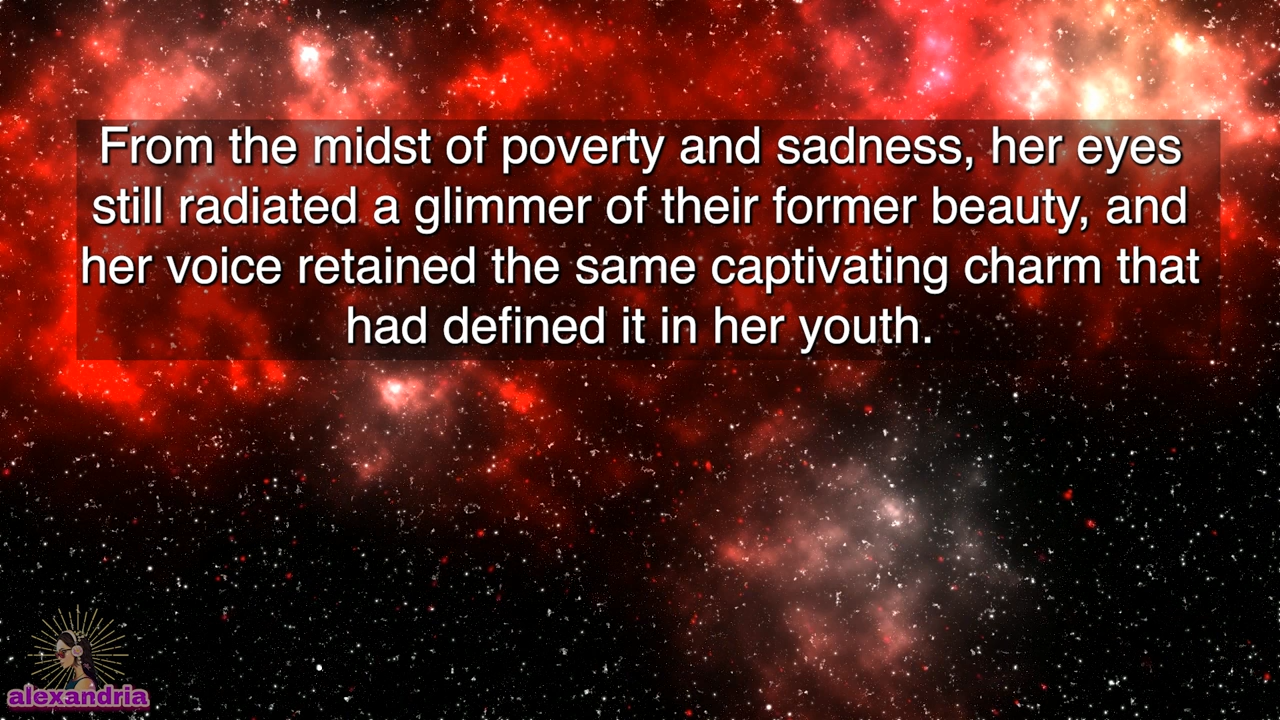 From the midst of poverty and sadness, her eyes
still radiated a glimmer of their former beauty, and
her voice retained the same captivating charm that
had defined it in her youth.
alexandria